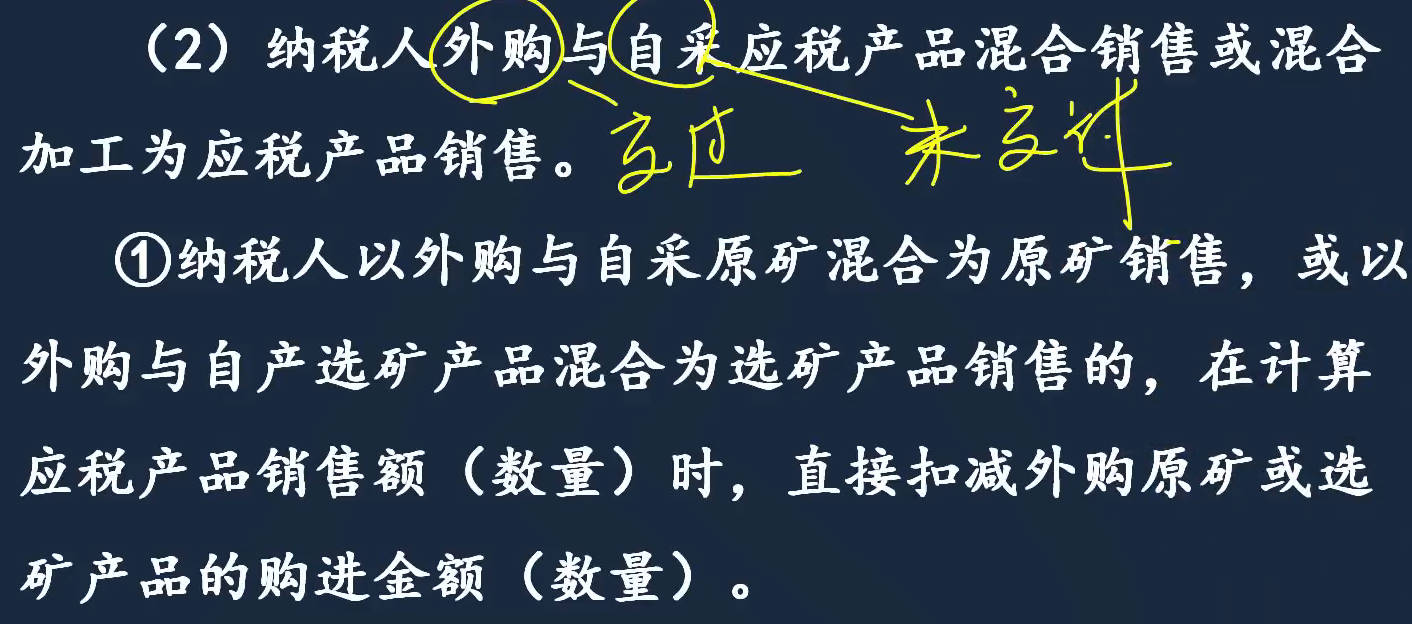 （2）纳税人外购与自采应税产品混合销售或混合
加工为应税产品销售。交过 未交过
①纳税人以外购与自采原矿混合为原矿销售，或以
外购与自产选矿产品混合为选矿产品销售的，在计算
应税产品销售额（数量）时，直接扣减外购原矿或选
矿产品的购进金额（数量）。